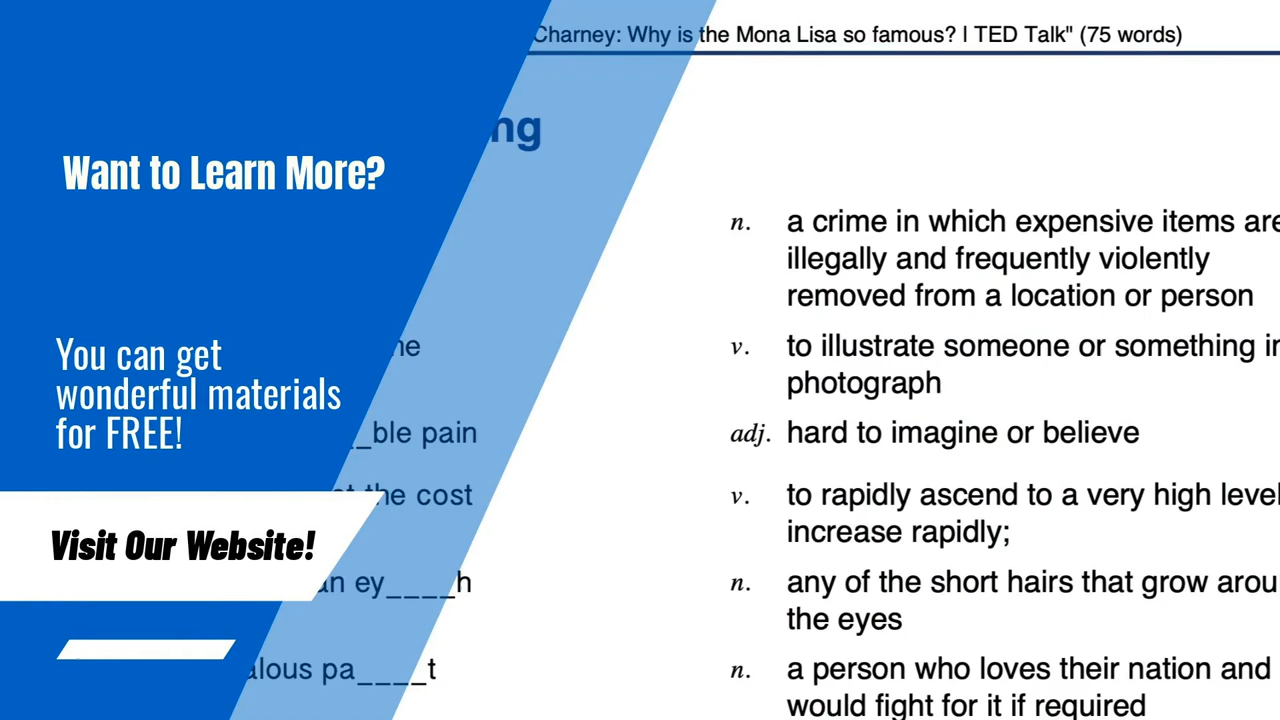 Charney: Why is the Mona Lisa so famous? | TED Talk" (75 words)
ng
Want to Learn More?
You can get
wonderful materials
for FREE!
Visit Our Website!
n. a crime in which expensive items are
illegally and frequently violently
removed from a location or person
he
v. to illustrate someone or something in
photograph
_ble pain
adj. hard to imagine or believe
the cost
v. to rapidly ascend to a very high level
increase rapidly;
an ey____h
n. any of the short hairs that grow arou
the eyes
alous pa____t
n. a person who loves their nation and
would fight for it if required